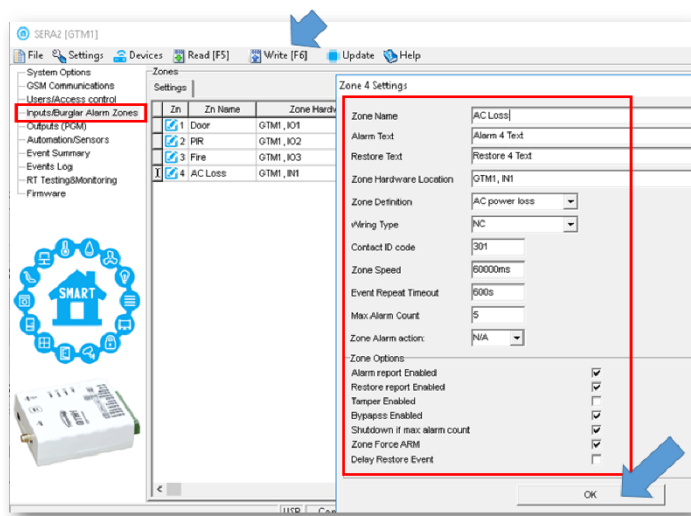 SERA2 [GTM1]
File Settings Devices Read [F5] Write [F6] Update Help
System Options
GSM Communications
Users/Access control
Inputs/Burglar Alarm Zones
Outputs (PGM)
Automation/Sensors
Event Summary
Events Log
RT Testing&Monitoring
Firmware
SMART
Zones
Settings
Zn Zn Name Zone Hardw
1 Door GTM1, IO1
2 PIR GTM1, IO2
3 Fire GTM1, IO3
4 AC Loss GTM1, IN1
Zone 4 Settings
Zone Name AC Loss
Alarm Text Alarm 4 Text
Restore Text Restore 4 Text
Zone Hardware Location GTM1, IN1
Zone Definition AC power loss
Wiring Type NC
Contact ID code 301
Zone Speed 60000ms
Event Repeat Timeout 600s
Max Alarm Count 5
Zone Alarm action: N/A
Zone Options
Alarm report Enabled
Restore report Enabled
Tamper Enabled
Bypapss Enabled
Shutdown if max alarm count
Zone Force ARM
Delay Restore Event
OK